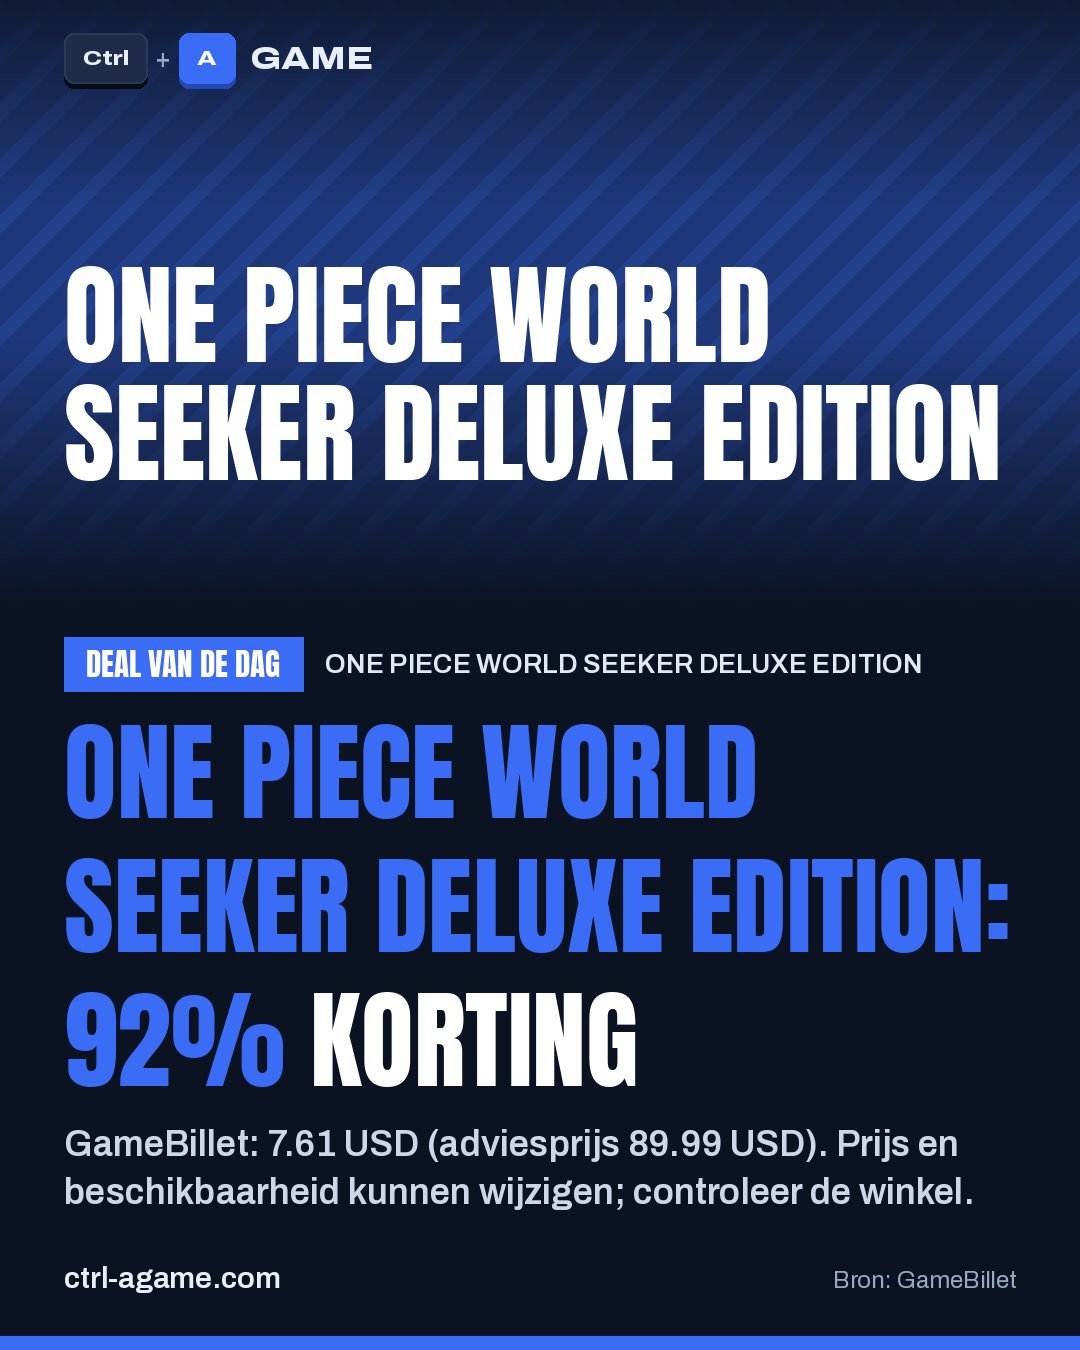 Ctrl + A GAME
ONE PIECE WORLD
SEEKER DELUXE EDITION
DEAL VAN DE DAG ONE PIECE WORLD SEEKER DELUXE EDITION
ONE PIECE WORLD
SEEKER DELUXE EDITION:
92% KORTING
GameBillet: 7.61 USD (adviesprijs 89.99 USD). Prijs en
beschikbaarheid kunnen wijzigen; controleer de winkel.
ctrl-agame.com Bron: GameBillet